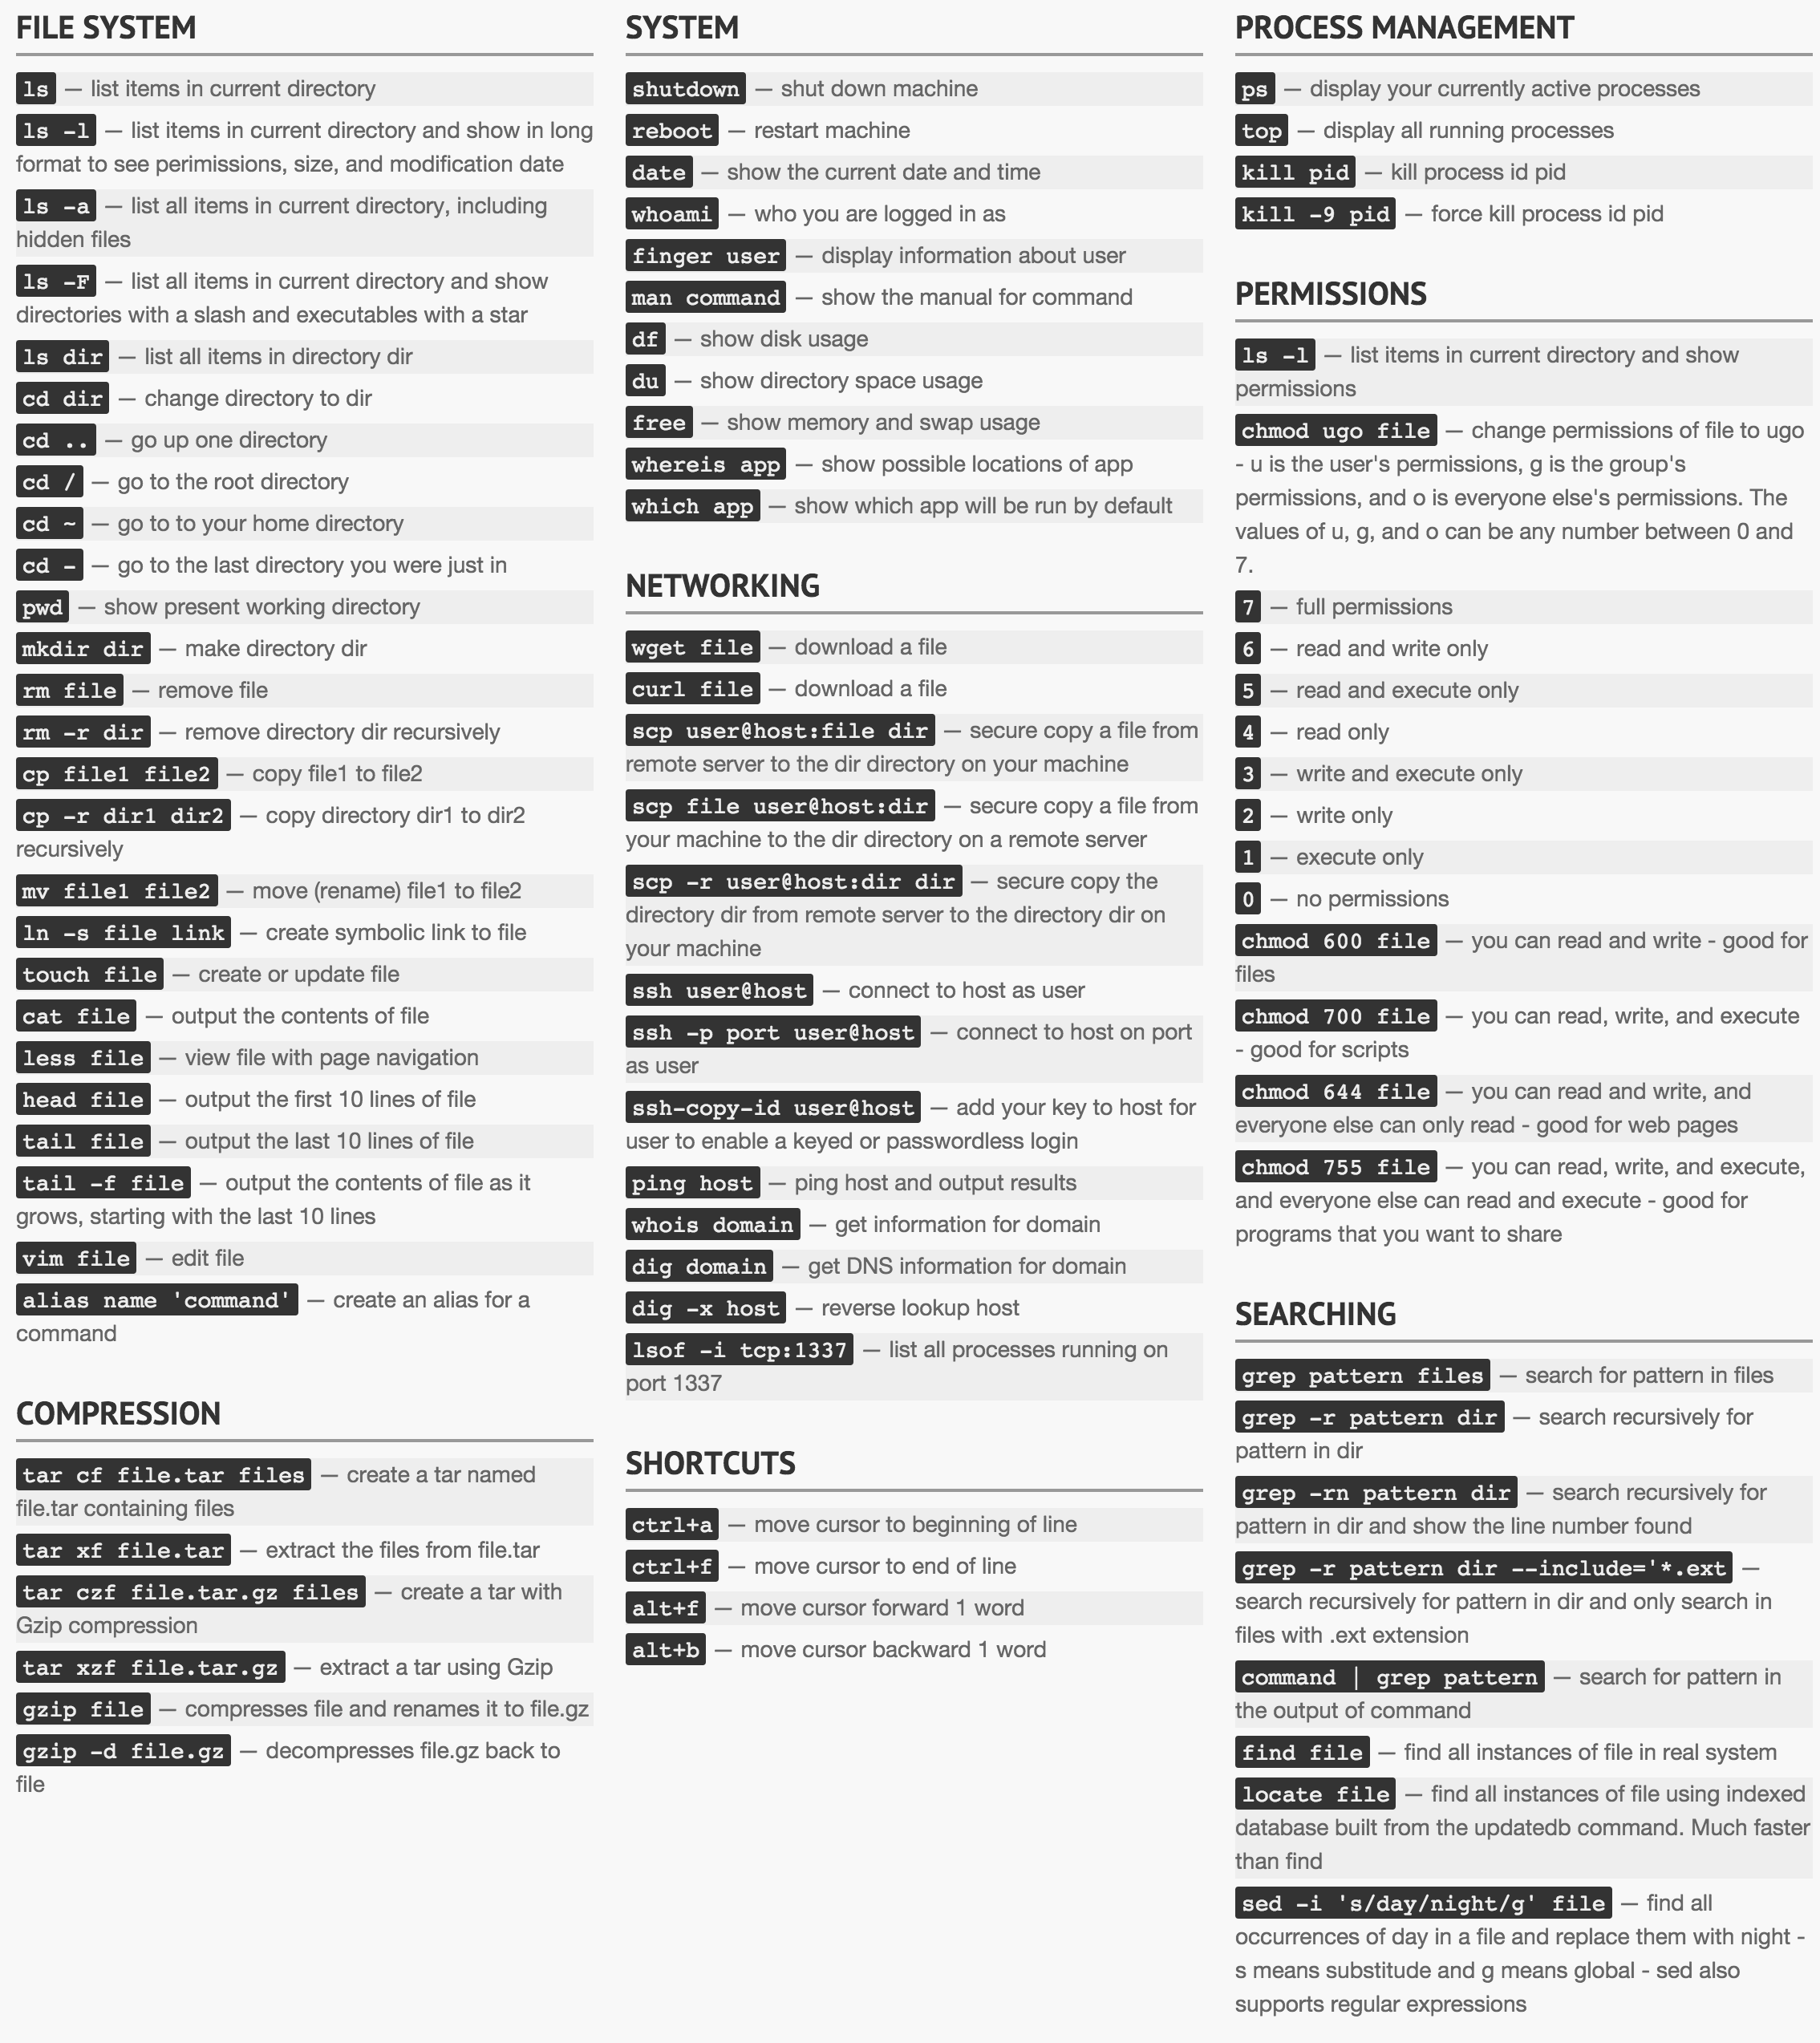 FILE SYSTEM
ls — list items in current directory
ls -l — list items in current directory and show in long
format to see perimissions, size, and modification date
ls -a — list all items in current directory, including
hidden files
ls -F — list all items in current directory and show
directories with a slash and executables with a star
ls dir — list all items in directory dir
cd dir — change directory to dir
cd .. — go up one directory
cd / — go to the root directory
cd ~ — go to to your home directory
cd - — go to the last directory you were just in
pwd — show present working directory
mkdir dir — make directory dir
rm file — remove file
rm -r dir — remove directory dir recursively
cp file1 file2 — copy file1 to file2
cp -r dir1 dir2 — copy directory dir1 to dir2
recursively
mv file1 file2 — move (rename) file1 to file2
ln -s file link — create symbolic link to file
touch file — create or update file
cat file — output the contents of file
less file — view file with page navigation
head file — output the first 10 lines of file
tail file — output the last 10 lines of file
tail -f file — output the contents of file as it
grows, starting with the last 10 lines
vim file — edit file
alias name 'command' — create an alias for a
command
COMPRESSION
tar cf file.tar files — create a tar named
file.tar containing files
tar xf file.tar — extract the files from file.tar
tar czf file.tar.gz files — create a tar with
Gzip compression
tar xzf file.tar.gz — extract a tar using Gzip
gzip file — compresses file and renames it to file.gz
gzip -d file.gz — decompresses file.gz back to
file
SYSTEM
shutdown — shut down machine
reboot — restart machine
date — show the current date and time
whoami — who you are logged in as
finger user — display information about user
man command — show the manual for command
df — show disk usage
du — show directory space usage
free — show memory and swap usage
whereis app — show possible locations of app
which app — show which app will be run by default
NETWORKING
wget file — download a file
curl file — download a file
scp user@host:file dir — secure copy a file from
remote server to the dir directory on your machine
scp file user@host:dir — secure copy a file from
your machine to the dir directory on a remote server
scp -r user@host:dir dir — secure copy the
directory dir from remote server to the directory dir on
your machine
ssh user@host — connect to host as user
ssh -p port user@host — connect to host on port
as user
ssh-copy-id user@host — add your key to host for
user to enable a keyed or passwordless login
ping host — ping host and output results
whois domain — get information for domain
dig domain — get DNS information for domain
dig -x host — reverse lookup host
lsof -i tcp:1337 — list all processes running on
port 1337
SHORTCUTS
ctrl+a — move cursor to beginning of line
ctrl+f — move cursor to end of line
alt+f — move cursor forward 1 word
alt+b — move cursor backward 1 word
PROCESS MANAGEMENT
ps — display your currently active processes
top — display all running processes
kill pid — kill process id pid
kill -9 pid — force kill process id pid
PERMISSIONS
ls -l — list items in current directory and show
permissions
chmod ugo file — change permissions of file to ugo
- u is the user's permissions, g is the group's
permissions, and o is everyone else's permissions. The
values of u, g, and o can be any number between 0 and
7.
7 — full permissions
6 — read and write only
5 — read and execute only
4 — read only
3 — write and execute only
2 — write only
1 — execute only
0 — no permissions
chmod 600 file — you can read and write - good for
files
chmod 700 file — you can read, write, and execute
- good for scripts
chmod 644 file — you can read and write, and
everyone else can only read - good for web pages
chmod 755 file — you can read, write, and execute,
and everyone else can read and execute - good for
programs that you want to share
SEARCHING
grep pattern files — search for pattern in files
grep -r pattern dir — search recursively for
pattern in dir
grep -rn pattern dir — search recursively for
pattern in dir and show the line number found
grep -r pattern dir --include='*.ext —
search recursively for pattern in dir and only search in
files with .ext extension
command | grep pattern — search for pattern in
the output of command
find file — find all instances of file in real system
locate file — find all instances of file using indexed
database built from the updatedb command. Much faster
than find
sed -i 's/day/night/g' file — find all
occurrences of day in a file and replace them with night -
s means substitude and g means global - sed also
supports regular expressions